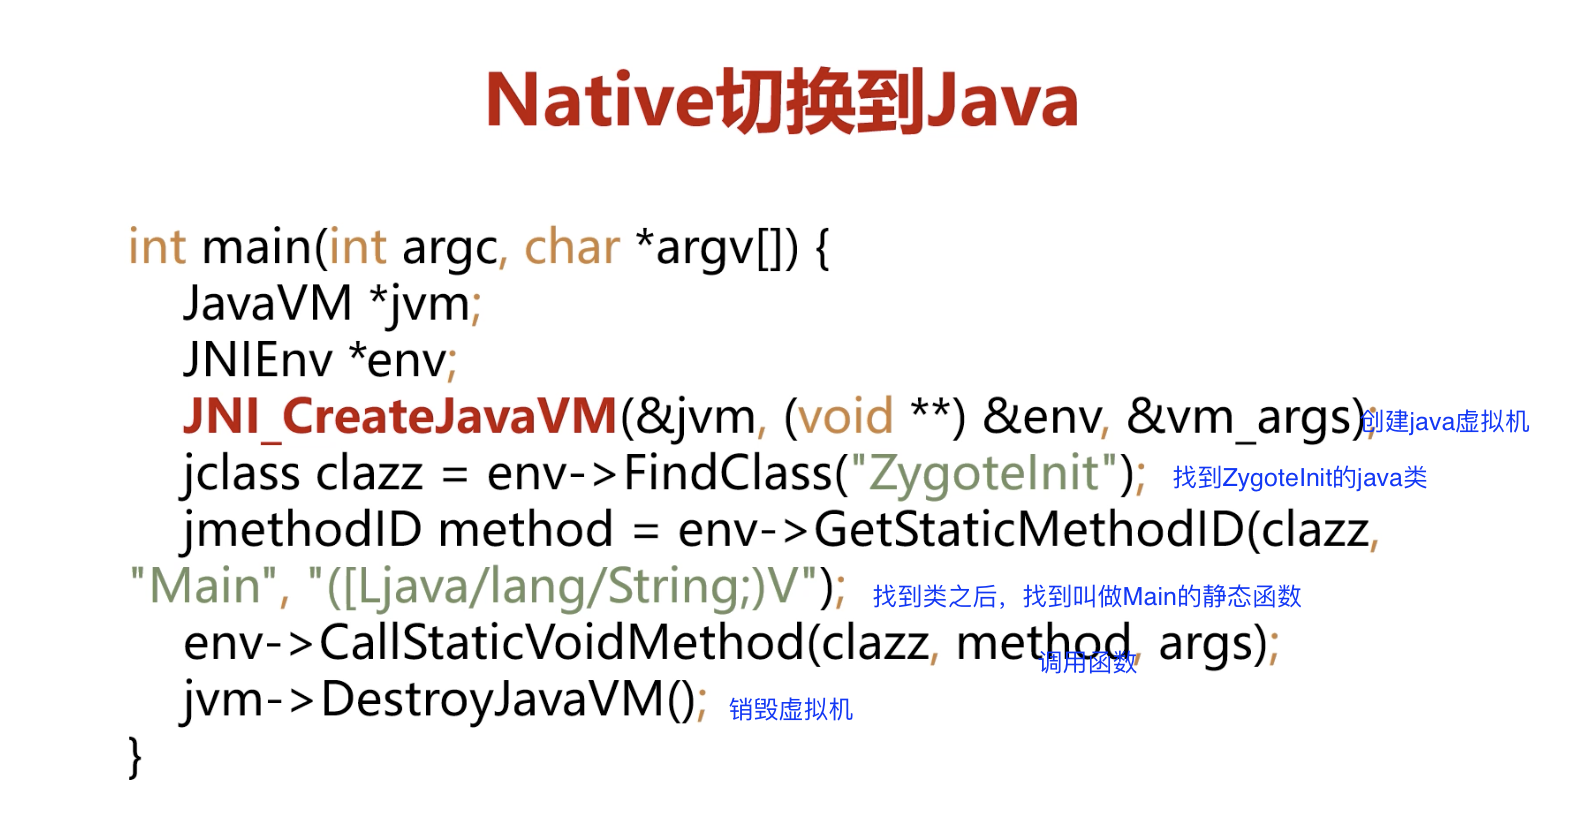 Native切换到Java
int main(int argc, char *argv[]) {
JavaVM *jvm;
JNIEnv *env;
JNI_CreateJavaVM(&jvm, (void **) &env, &vm_args); 创建java虚拟机
jclass clazz = env->FindClass("ZygoteInit"); 找到ZygoteInit的java类
jmethodID method = env->GetStaticMethodID(clazz,
"Main", "([Ljava/lang/String;)V"); 找到类之后，找到叫做Main的静态函数
env->CallStaticVoidMethod(clazz, method, args);
调用函数
jvm->DestroyJavaVM(); 销毁虚拟机
}